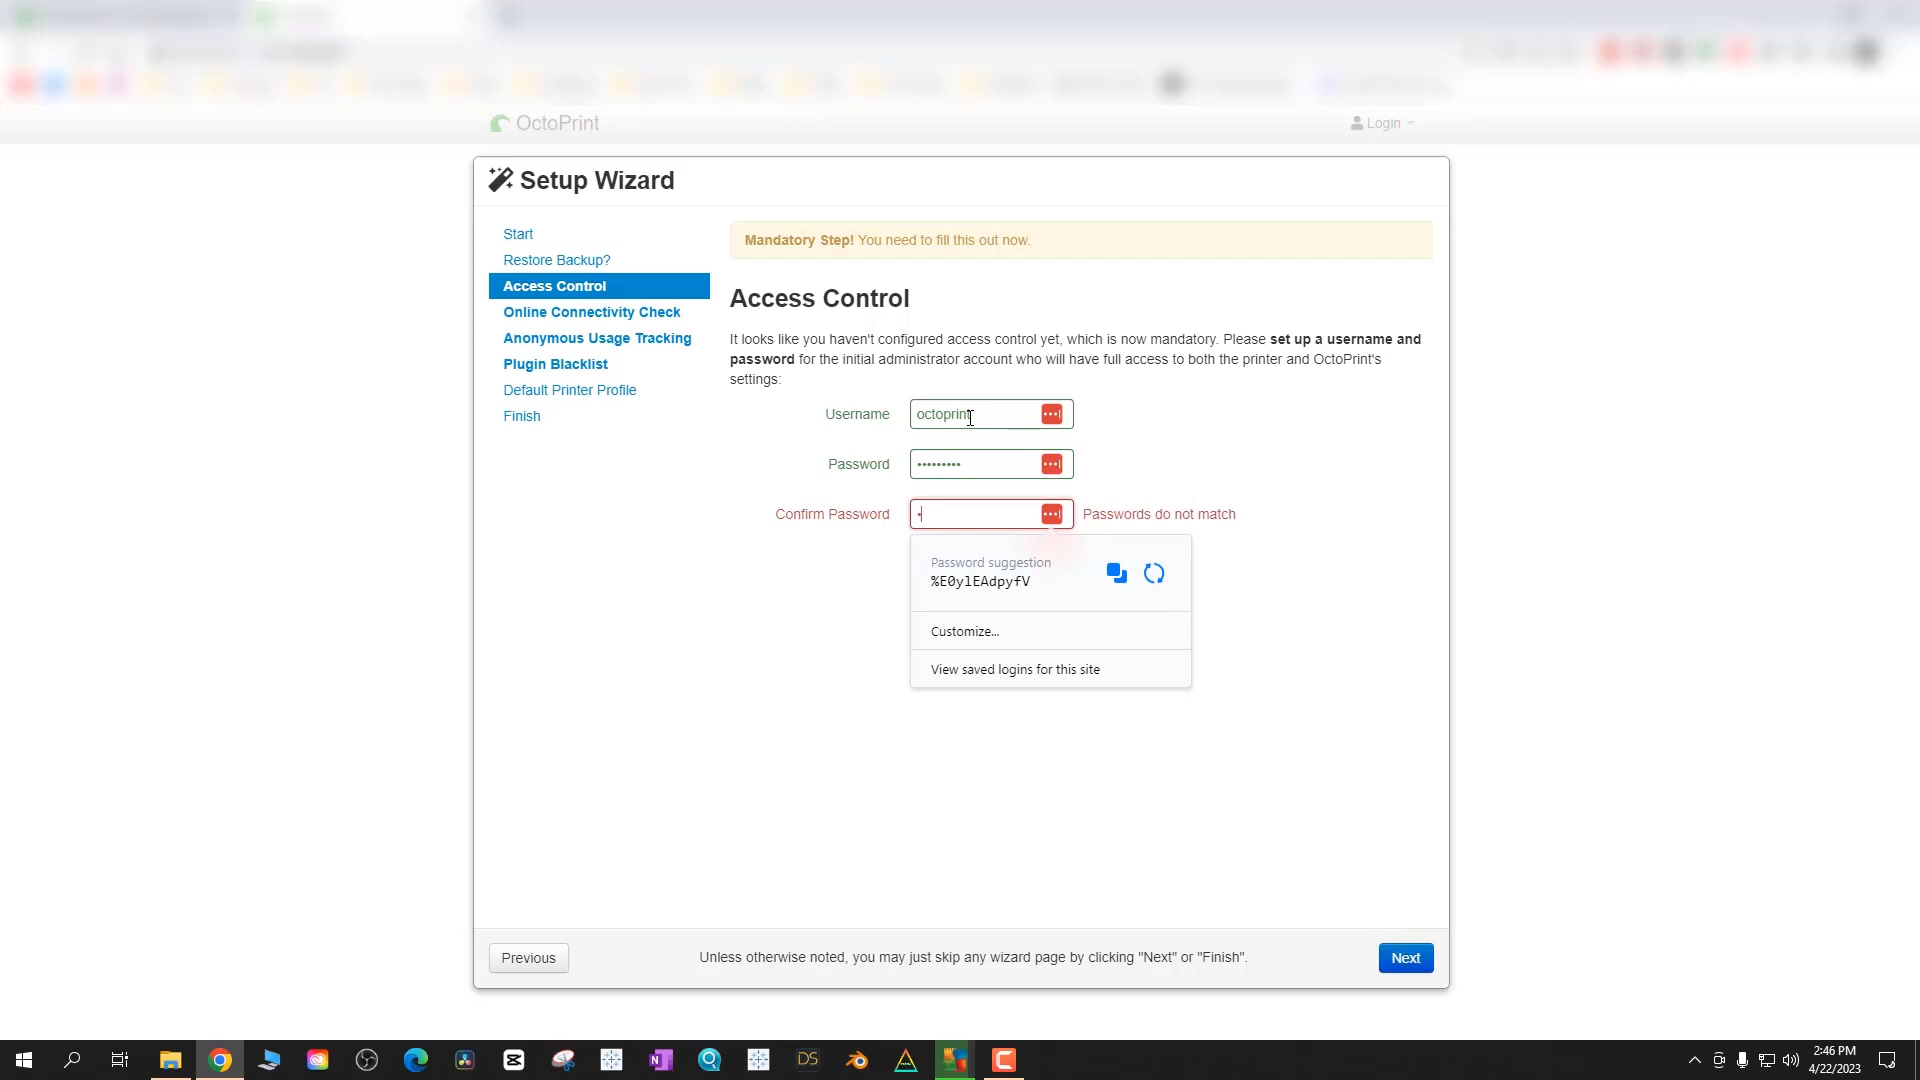 OctoPrint
Login
Setup Wizard
Start
Restore Backup?
Access Control
Online Connectivity Check
Anonymous Usage Tracking
Plugin Blacklist
Default Printer Profile
Finish
Mandatory Step! You need to fill this out now.
Access Control
It looks like you haven't configured access control yet, which is now mandatory. Please set up a username and
password for the initial administrator account who will have full access to both the printer and OctoPrint's
settings:
Username octoprint
Password •••••••••
Confirm Password • Passwords do not match
Password suggestion
%E0ylEAdpyfV
Customize...
View saved logins for this site
Previous
Unless otherwise noted, you may just skip any wizard page by clicking "Next" or "Finish".
Next
DS
2:46 PM
4/22/2023